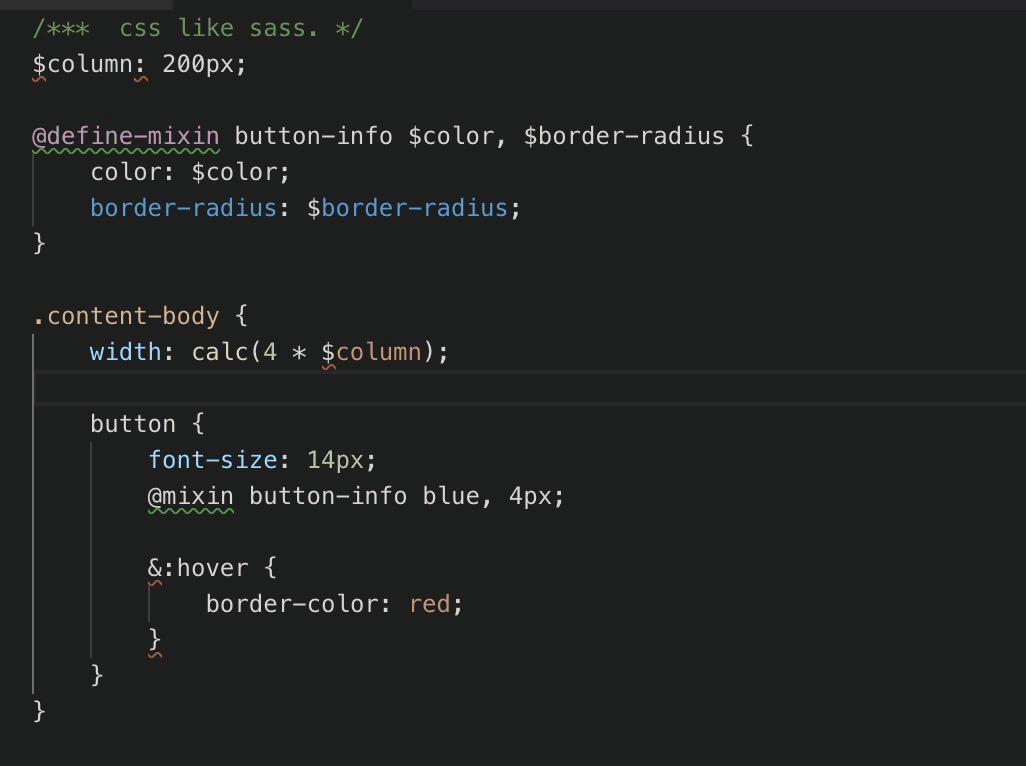 /***  css like sass. */
$column: 200px;
@define-mixin button-info $color, $border-radius {
    color: $color;
    border-radius: $border-radius;
}
.content-body {
    width: calc(4 * $column);
    button {
        font-size: 14px;
        @mixin button-info blue, 4px;
        &:hover {
            border-color: red;
        }
    }
}